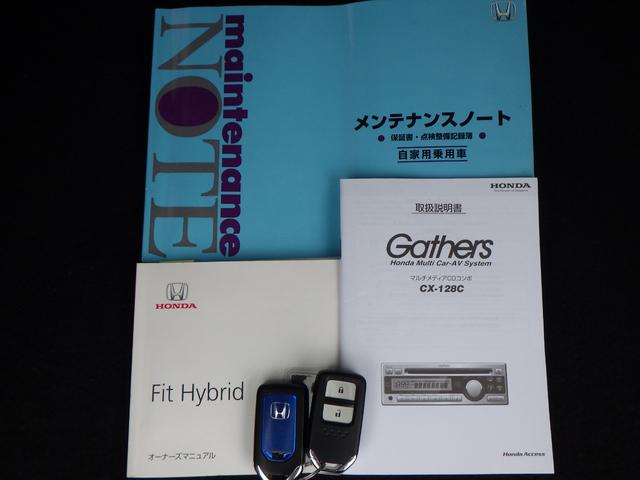 maintenance
NOTE
メンテナンスノート
● 保証書・点検整備記録簿 ●
自家用乗用車
HONDA
取扱説明書
Gathers
Honda Multi Car-AV System
マルチメディアCDコンポ
CX-128C
Honda Access
HONDA
Fit Hybrid
オーナーズマニュアル